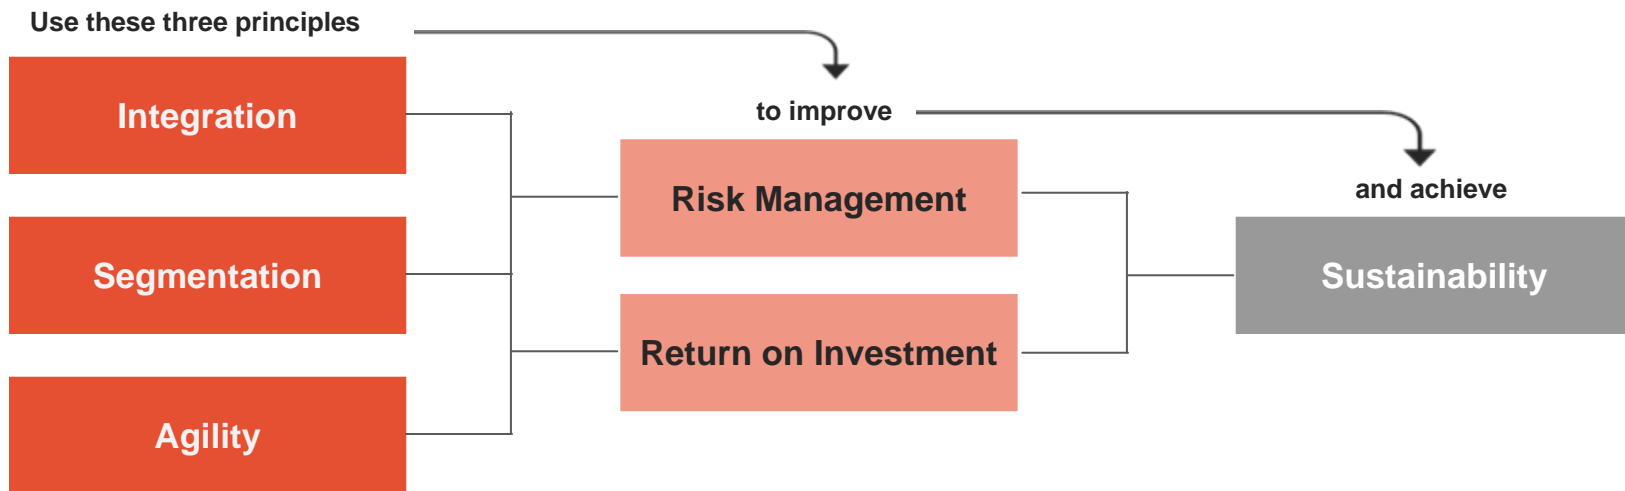 Use these three principles
Integration
Segmentation
Agility
to improve
Risk Management
Return on Investment
and achieve
Sustainability